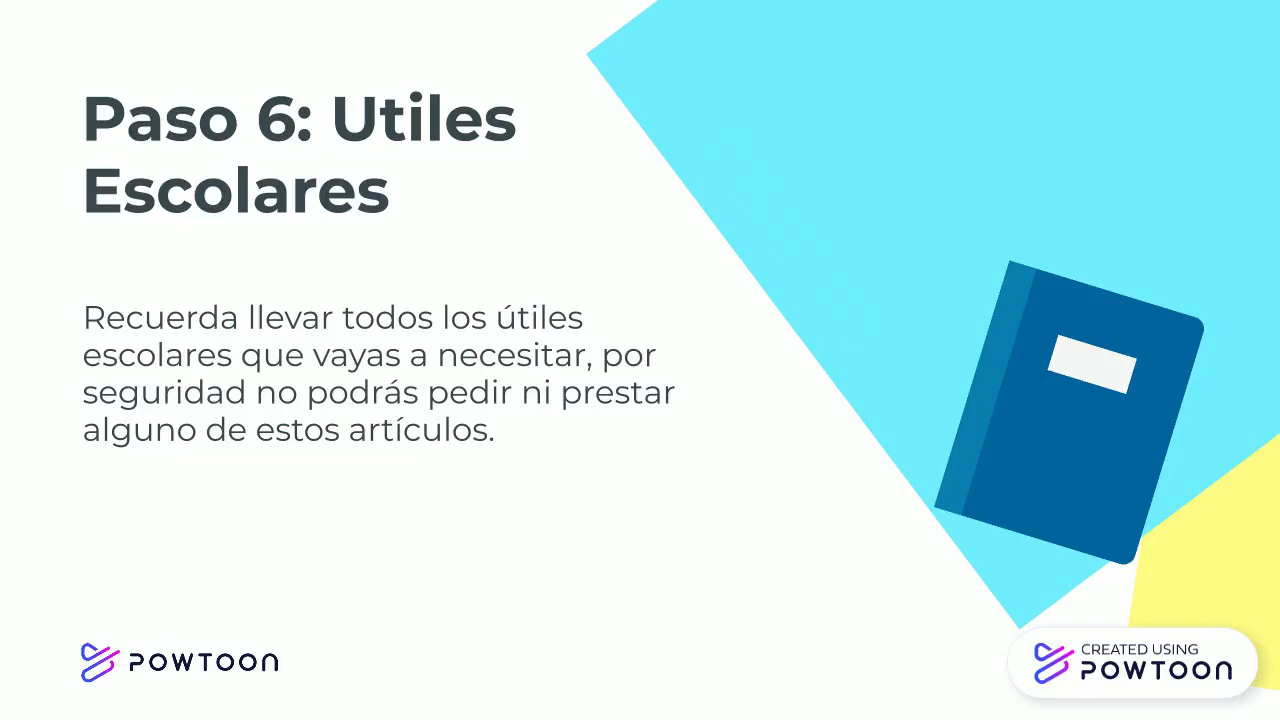 Paso 6: Utiles
Escolares
Recuerda llevar todos los útiles
escolares que vayas a necesitar, por
seguridad no podrás pedir ni prestar
alguno de estos artículos.
POWTOON
CREATED USING
POWTOON